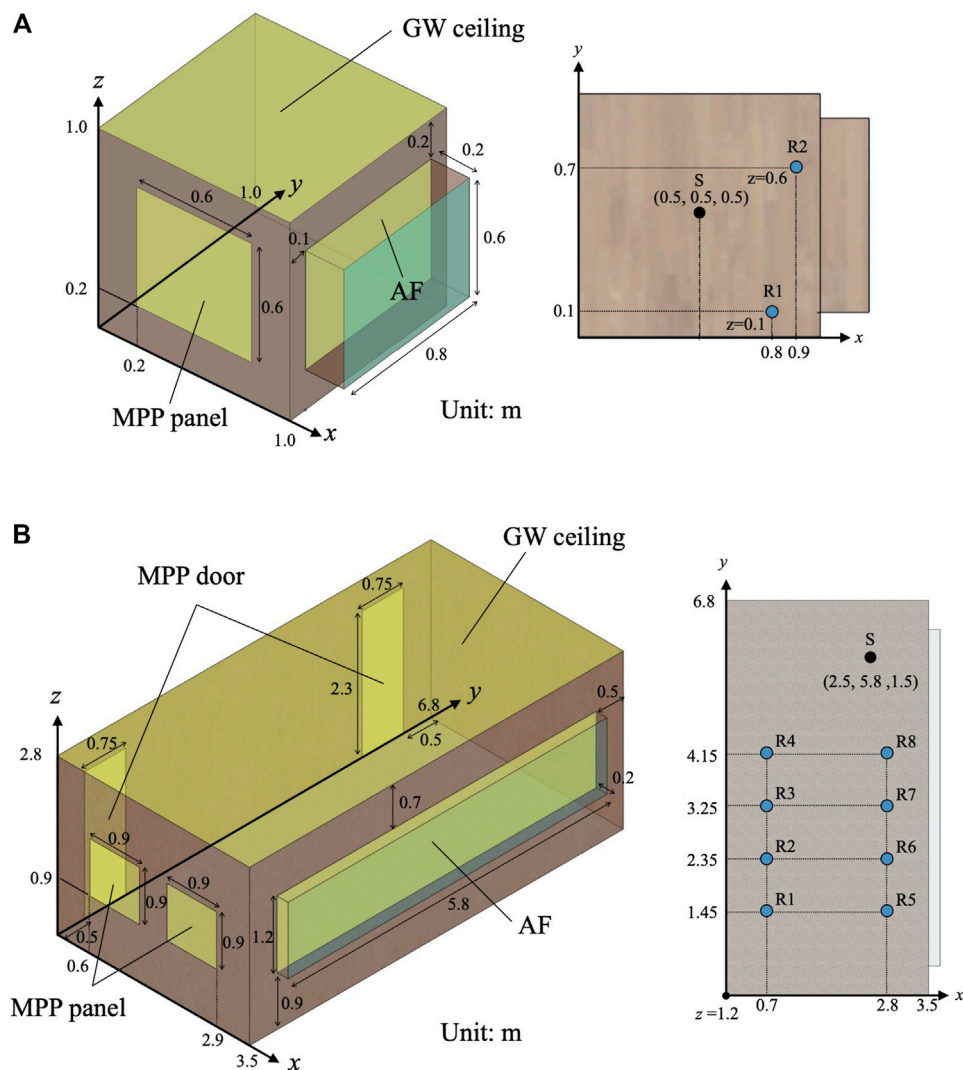 A
GW ceiling
z
1.0
0.2
0.2
y
1.0
0.6
0.1
0.6
0.6
AF
0.2
0.8
0.2
MPP panel
Unit: m
x
1.0
y
R2
0.7
z=0.6
S
(0.5, 0.5, 0.5)
R1
0.1
z=0.1
x
0.8 0.9
B
GW ceiling
MPP door
0.75
z
2.3
y
6.8
0.5
2.8
0.75
0.5
0.7
0.2
0.9
0.9
0.9
0.9
0.9
5.8
1.2
AF
0.5
0.6
MPP panel
0.9
2.9
Unit: m
3.5
x
y
6.8
S
(2.5, 5.8 ,1.5)
R4
R8
4.15
R3
R7
3.25
R2
R6
2.35
R1
R5
1.45
x
z =1.2
0.7
2.8
3.5